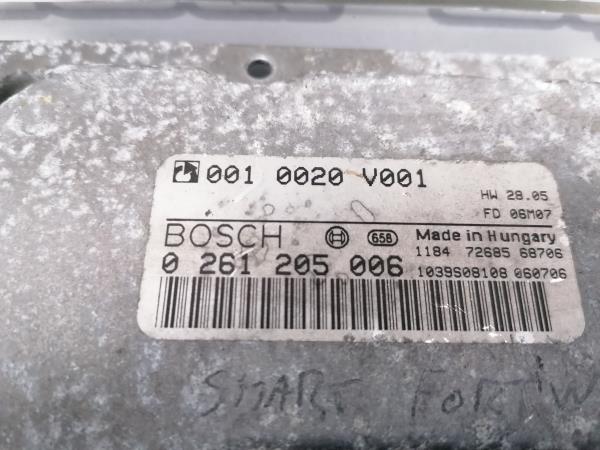 001 0020 V001
HW 28.05
FD 06M07
BOSCH 658 Made in Hungary
1184 72685 68706
0 261 205 006 1039S08108 060706
SMART FORTW